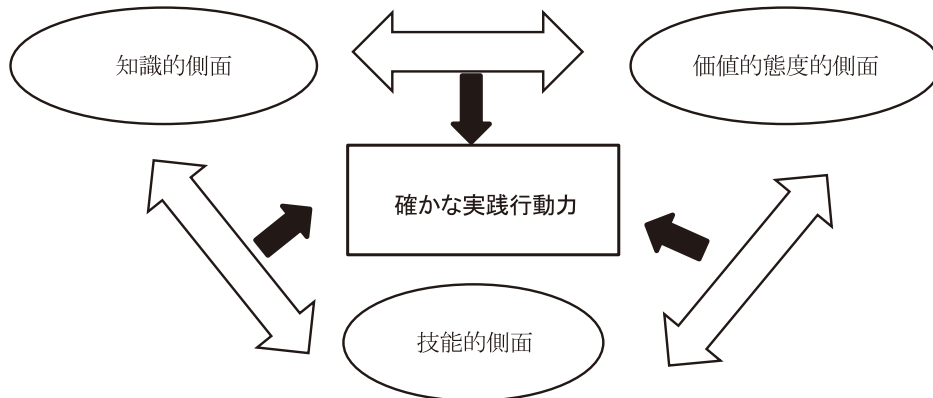 知識的側面
価値的態度的側面
確かな実践行動力
技能的側面